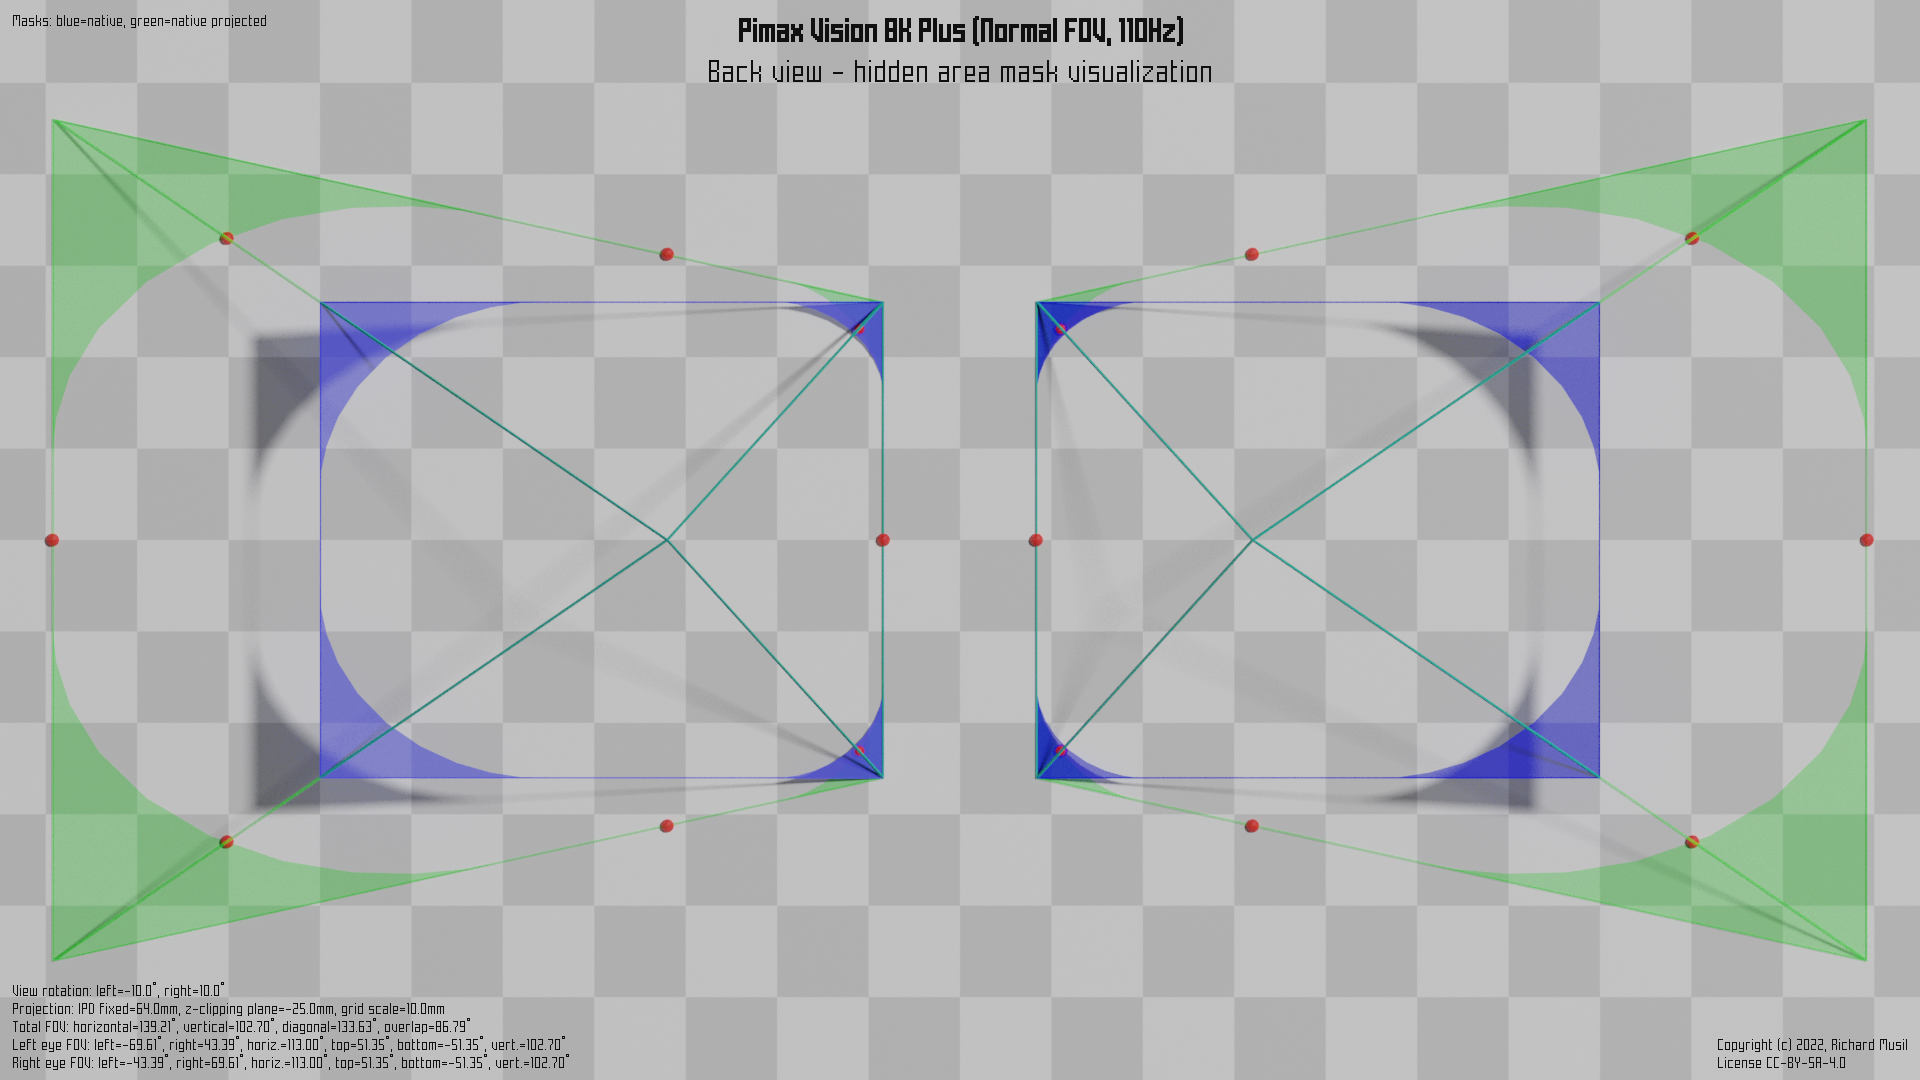 Masks: blue=native, green=native projected
Pimax Vision 8K Plus (Normal FOV, 110Hz)
Back view - hidden area mask visualization
View rotation: left=-10.0°, right=10.0°
Projection: IPD fixed=64.0mm, z-clipping plane=-25.0mm, grid scale=10.0mm
Total FOV: horizontal=139.21°, vertical=102.70°, diagonal=133.63°, overlap=86.79°
Left eye FOV: left=-69.61°, right=43.39°, horiz.=113.00°, top=51.35°, bottom=-51.35°, vert.=102.70°
Right eye FOV: left=-43.39°, right=69.61°, horiz.=113.00°, top=51.35°, bottom=-51.35°, vert.=102.70°
Copyright (c) 2022, Richard Musil
License CC-BY-SA-4.0